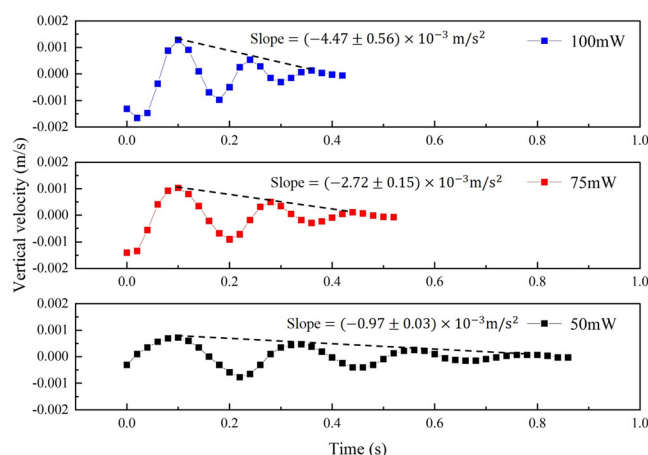 0.002
Slope = (−4.47 ± 0.56) × 10⁻³ m/s²
0.001
100mW
0.000
-0.001
-0.002
0.0 0.2 0.4 0.6 0.8 1.0
0.002
Slope = (−2.72 ± 0.15) × 10⁻³m/s²
0.001
75mW
0.000
-0.001
-0.002
0.0 0.2 0.4 0.6 0.8 1.0
0.002
Slope = (−0.97 ± 0.03) × 10⁻³m/s²
0.001
50mW
0.000
-0.001
-0.002
0.0 0.2 0.4 0.6 0.8 1.0
Vertical velocity (m/s)
Time (s)